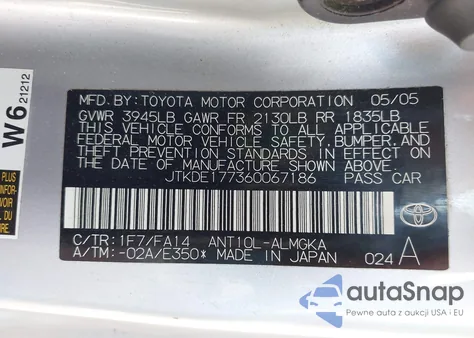 MFD. BY: TOYOTA MOTOR CORPORATION 05/05
GVWR 3945LB GAWR FR 2130LB RR 1835LB
THIS VEHICLE CONFORMS TO ALL APPLICABLE
FEDERAL MOTOR VEHICLE SAFETY, BUMPER, AND
THEFT PREVENTION STANDARDS IN EFFECT ON
THE DATE OF MANUFACTURE SHOWN ABOVE.
JTKDE177360067186 PASS CAR
C/TR: 1F7/FA14 ANT10L-ALMGKA
A/TM: -02A/E350* MADE IN JAPAN 024 A
TOYOTA
W6 21212
PLUS
autoSnap
Pewne auta z aukcji USA i EU